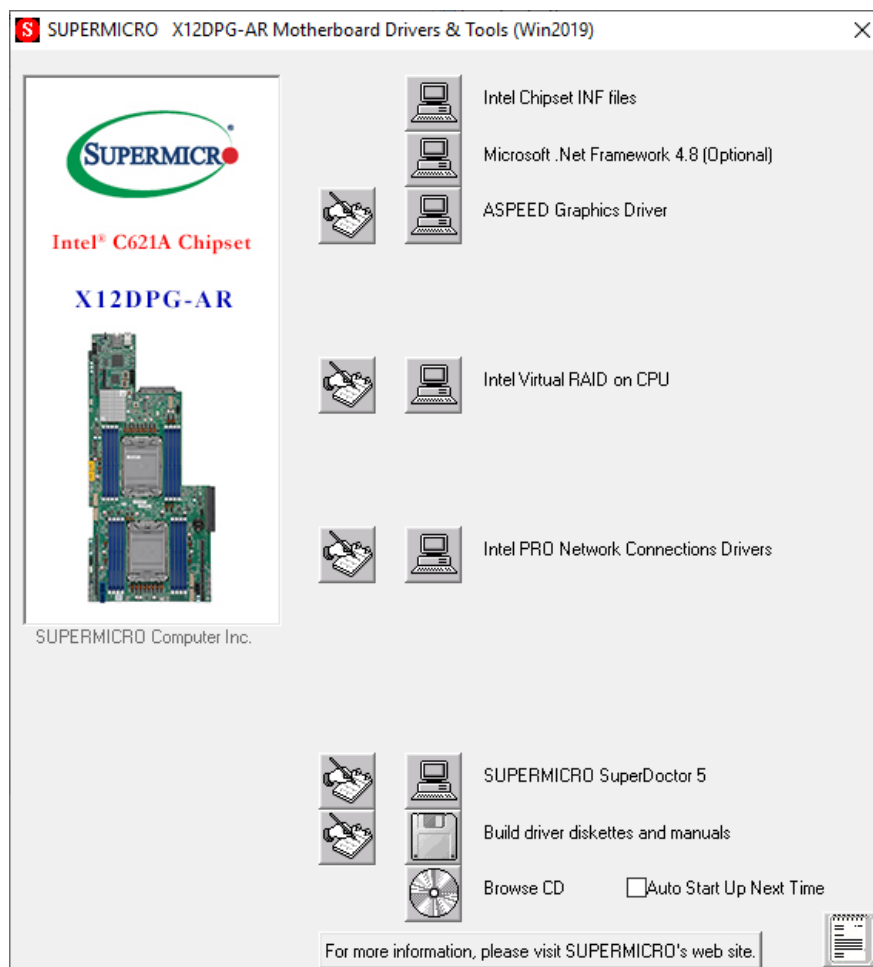 S SUPERMICRO X12DPG-AR Motherboard Drivers & Tools (Win2019)
SUPERMICRO
Intel® C621A Chipset
X12DPG-AR
SUPERMICRO Computer Inc.
Intel Chipset INF files
Microsoft .Net Framework 4.8 (Optional)
ASPEED Graphics Driver
Intel Virtual RAID on CPU
Intel PRO Network Connections Drivers
SUPERMICRO SuperDoctor 5
Build driver diskettes and manuals
Browse CD Auto Start Up Next Time
For more information, please visit SUPERMICRO's web site.